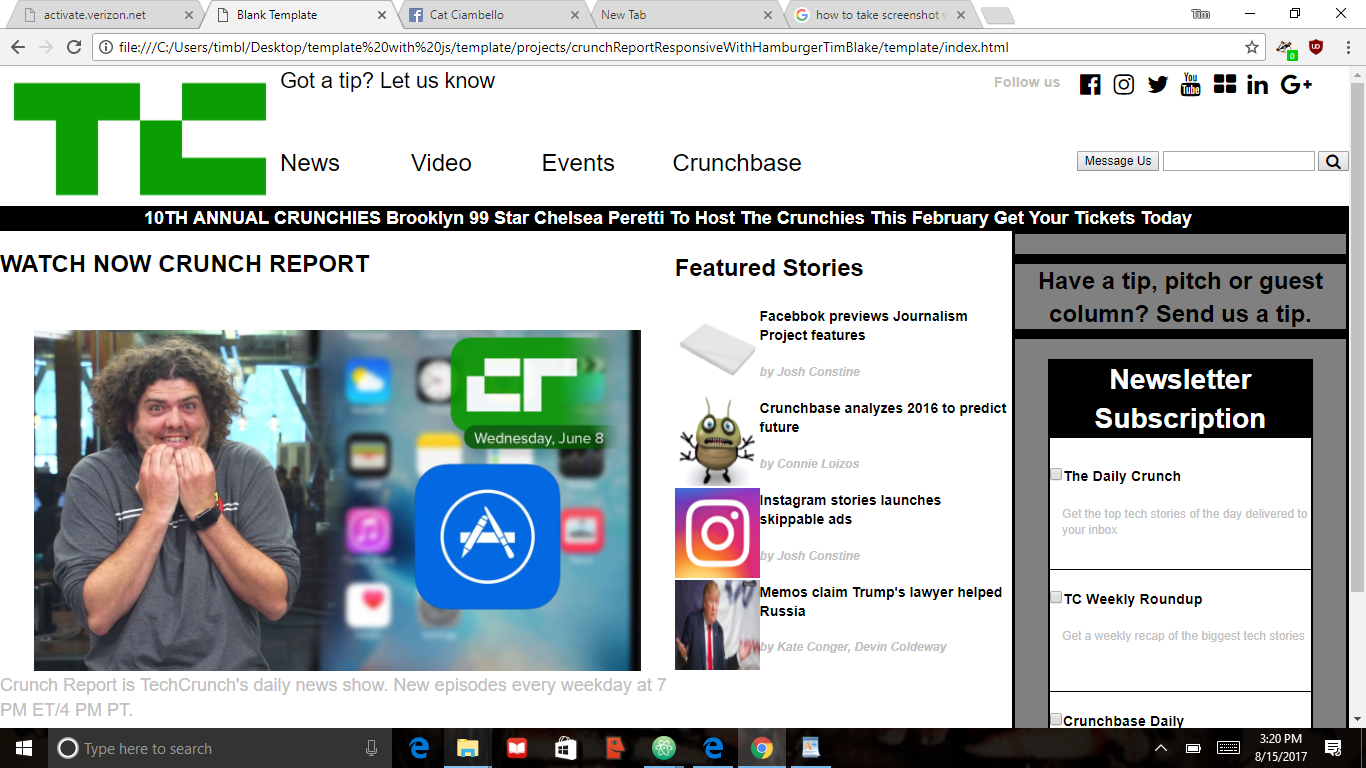 activate.verizon.net
Blank Template
Cat Ciambello
New Tab
how to take screenshot
Tim
file:///C:/Users/timbl/Desktop/template%20with%20js/template/projects/crunchReportResponsiveWithHamburgerTimBlake/template/index.html
0
TC
Got a tip? Let us know
Follow us
You Tube
in
G+
News Video Events Crunchbase
Message Us
10TH ANNUAL CRUNCHIES Brooklyn 99 Star Chelsea Peretti To Host The Crunchies This February Get Your Tickets Today
WATCH NOW CRUNCH REPORT
Wednesday, June 8
Crunch Report is TechCrunch's daily news show. New episodes every weekday at 7
PM ET/4 PM PT.
Featured Stories
Facebbok previews Journalism
Project features
by Josh Constine
Crunchbase analyzes 2016 to predict
future
by Connie Loizos
Instagram stories launches
skippable ads
by Josh Constine
Memos claim Trump's lawyer helped
Russia
by Kate Conger, Devin Coldeway
Have a tip, pitch or guest
column? Send us a tip.
Newsletter
Subscription
The Daily Crunch
Get the top tech stories of the day delivered to
your inbox
TC Weekly Roundup
Get a weekly recap of the biggest tech stories
Crunchbase Daily
Type here to search
3:20 PM
8/15/2017